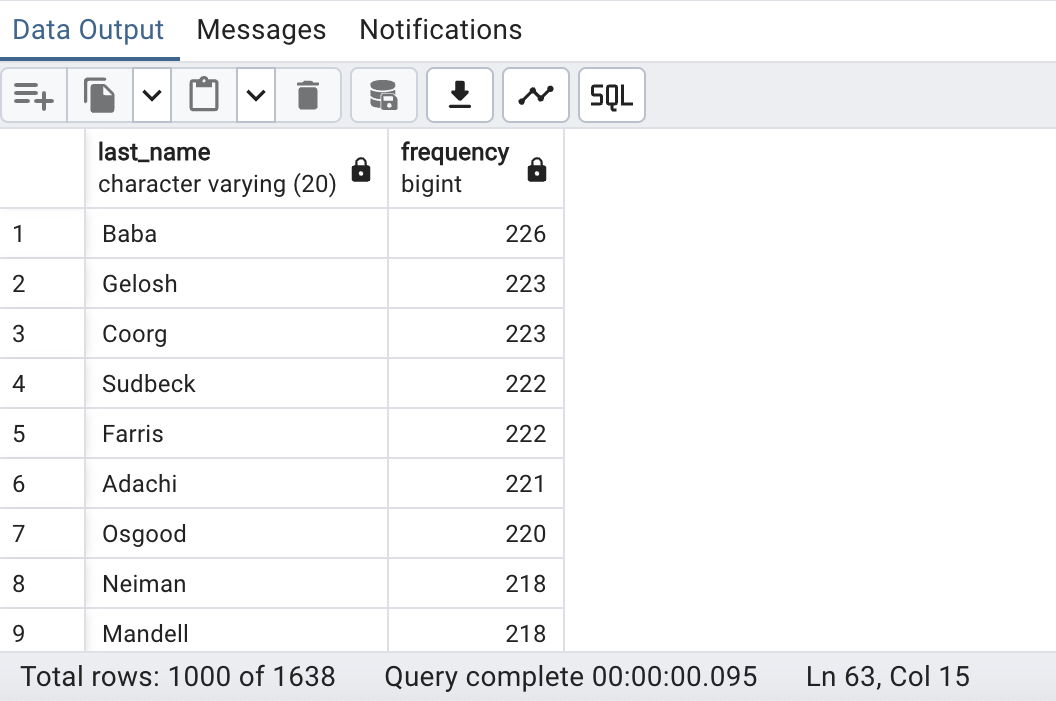 Data Output Messages Notifications
SQL
last_name frequency
character varying (20) bigint
1 Baba 226
2 Gelosh 223
3 Coorg 223
4 Sudbeck 222
5 Farris 222
6 Adachi 221
7 Osgood 220
8 Neiman 218
9 Mandell 218
Total rows: 1000 of 1638 Query complete 00:00:00.095 Ln 63, Col 15